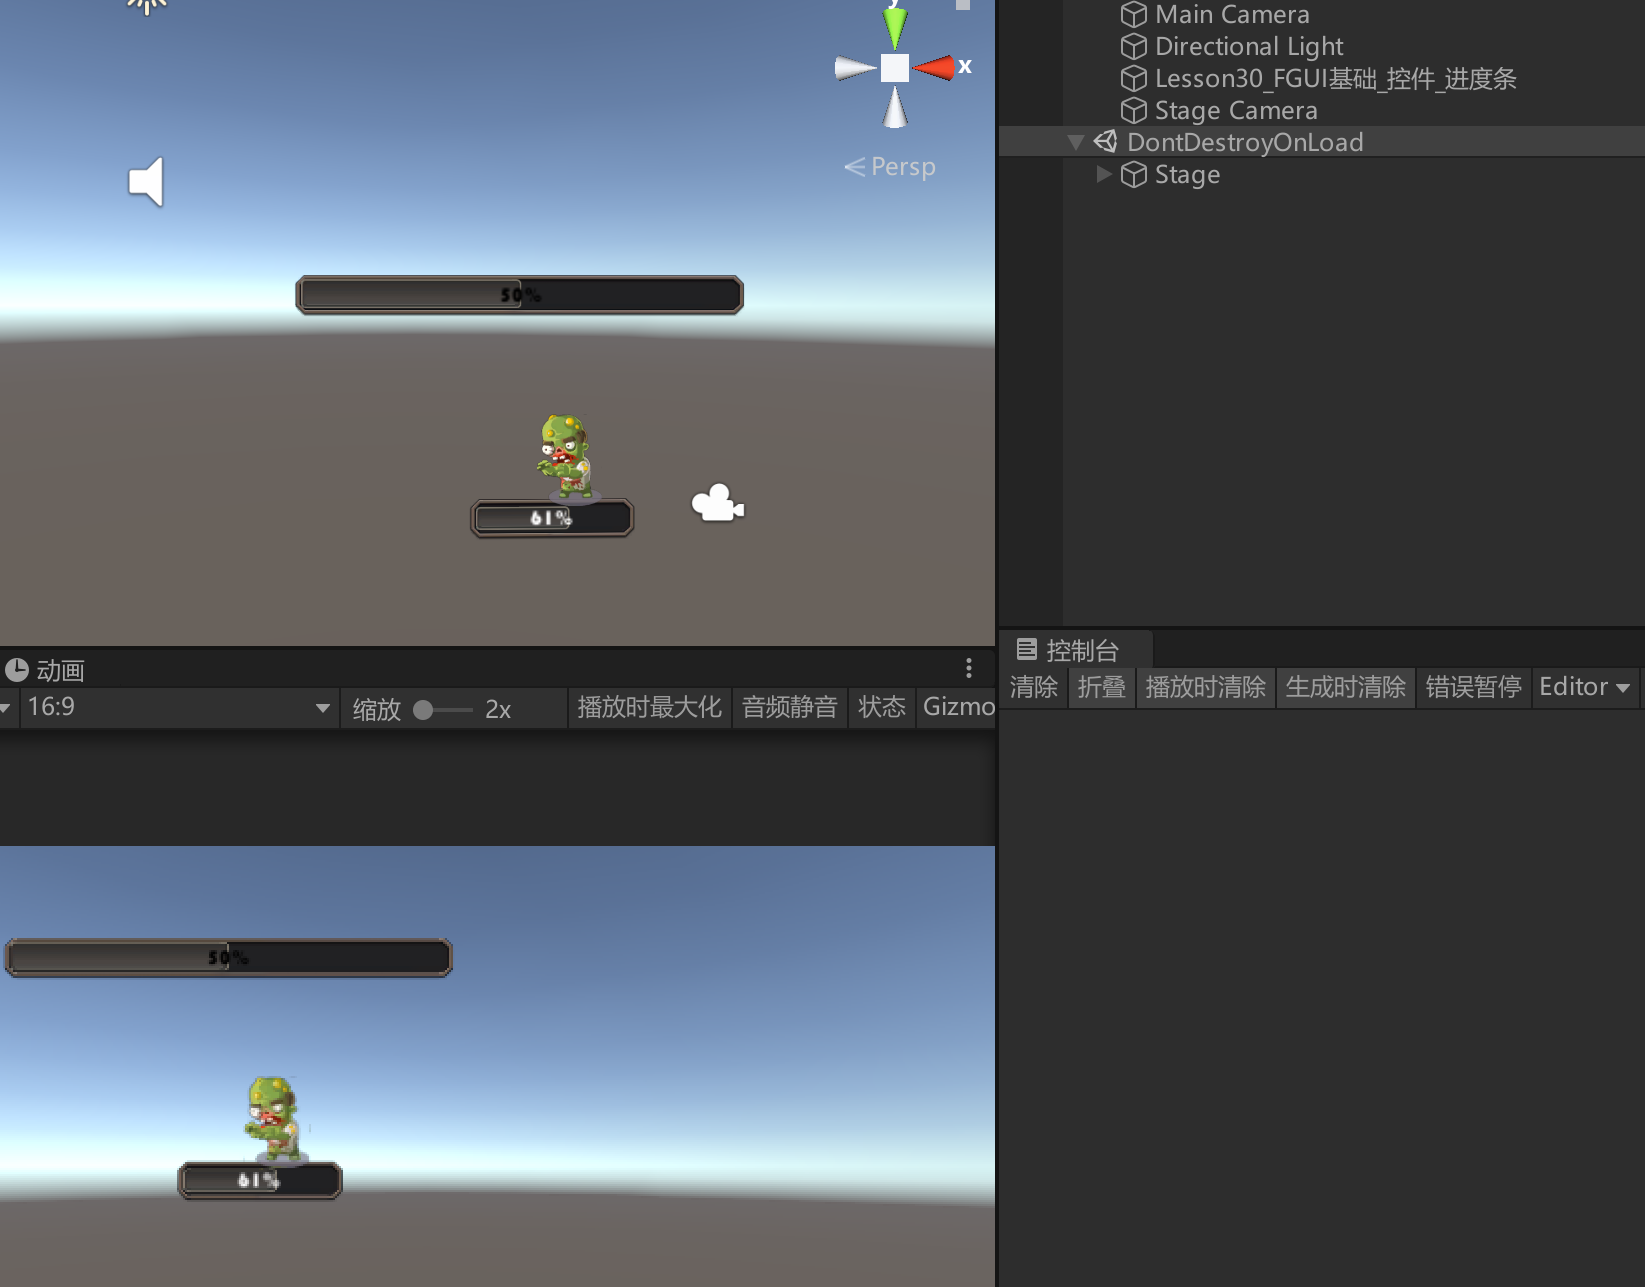 y
x
Persp
50%
61%
Main Camera
Directional Light
Lesson30_FGUI基础_控件_进度条
Stage Camera
DontDestroyOnLoad
Stage
动画
16:9
缩放
2x
播放时最大化
音频静音
状态
Gizmo
控制台
清除
折叠
播放时清除
生成时清除
错误暂停
Editor
50%
61%